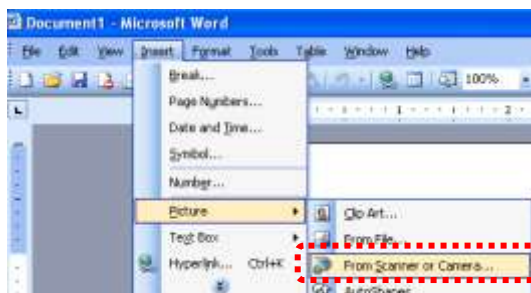 Document1 - Microsoft Word
File Edit View Insert Format Tools Table Window Help
100%
Break...
Page Numbers...
Date and Time...
Symbol...
Number...
Picture
Text Box
Hyperlink... Ctrl+K
Clip Art...
From File...
From Scanner or Camera...
AutoShapes